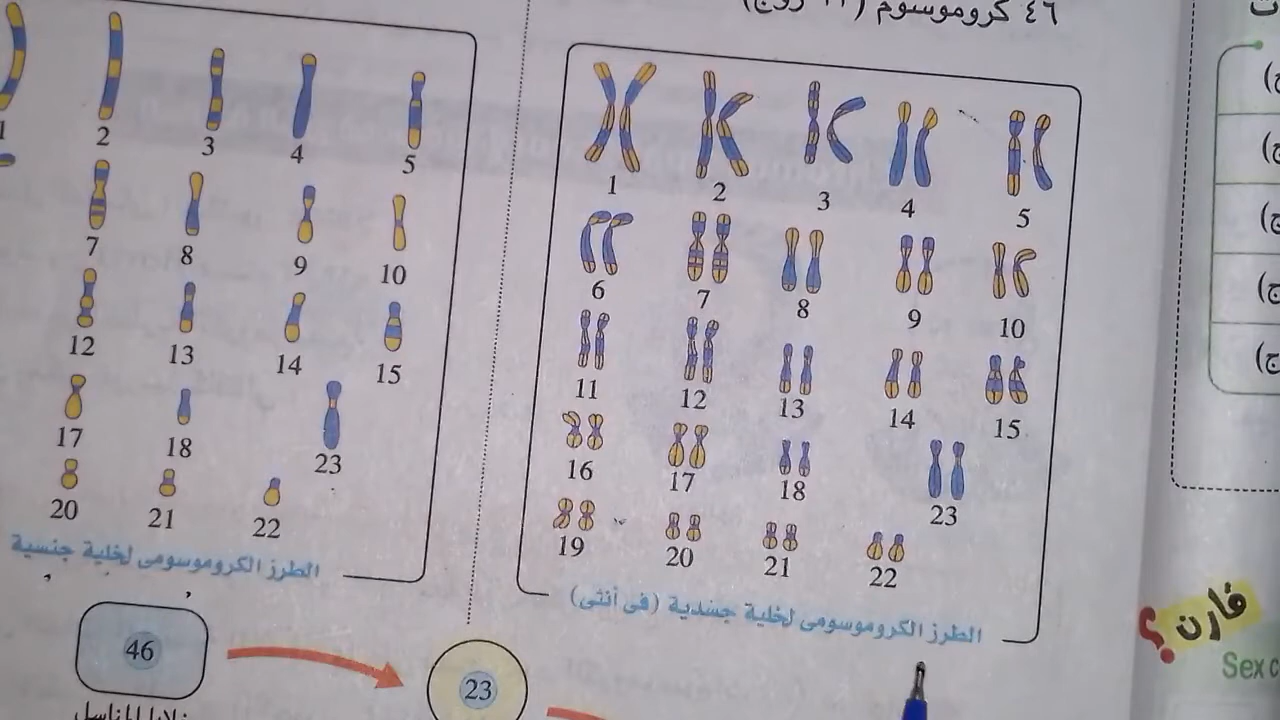 ٤٦ كروموسوم
1 2 3 4 5
6 7 8 9 10
11 12 13 14 15
16 17 18 23
19 20 21 22
الطرز الكروموسومى لخلية جسدية (فى أنثى)
1 2 3 4 5
7 8 9 10
12 13 14 15
17 18 23
20 21 22
الطرز الكروموسومى لخلية جنسية
46
23
قارن ؟
Sex